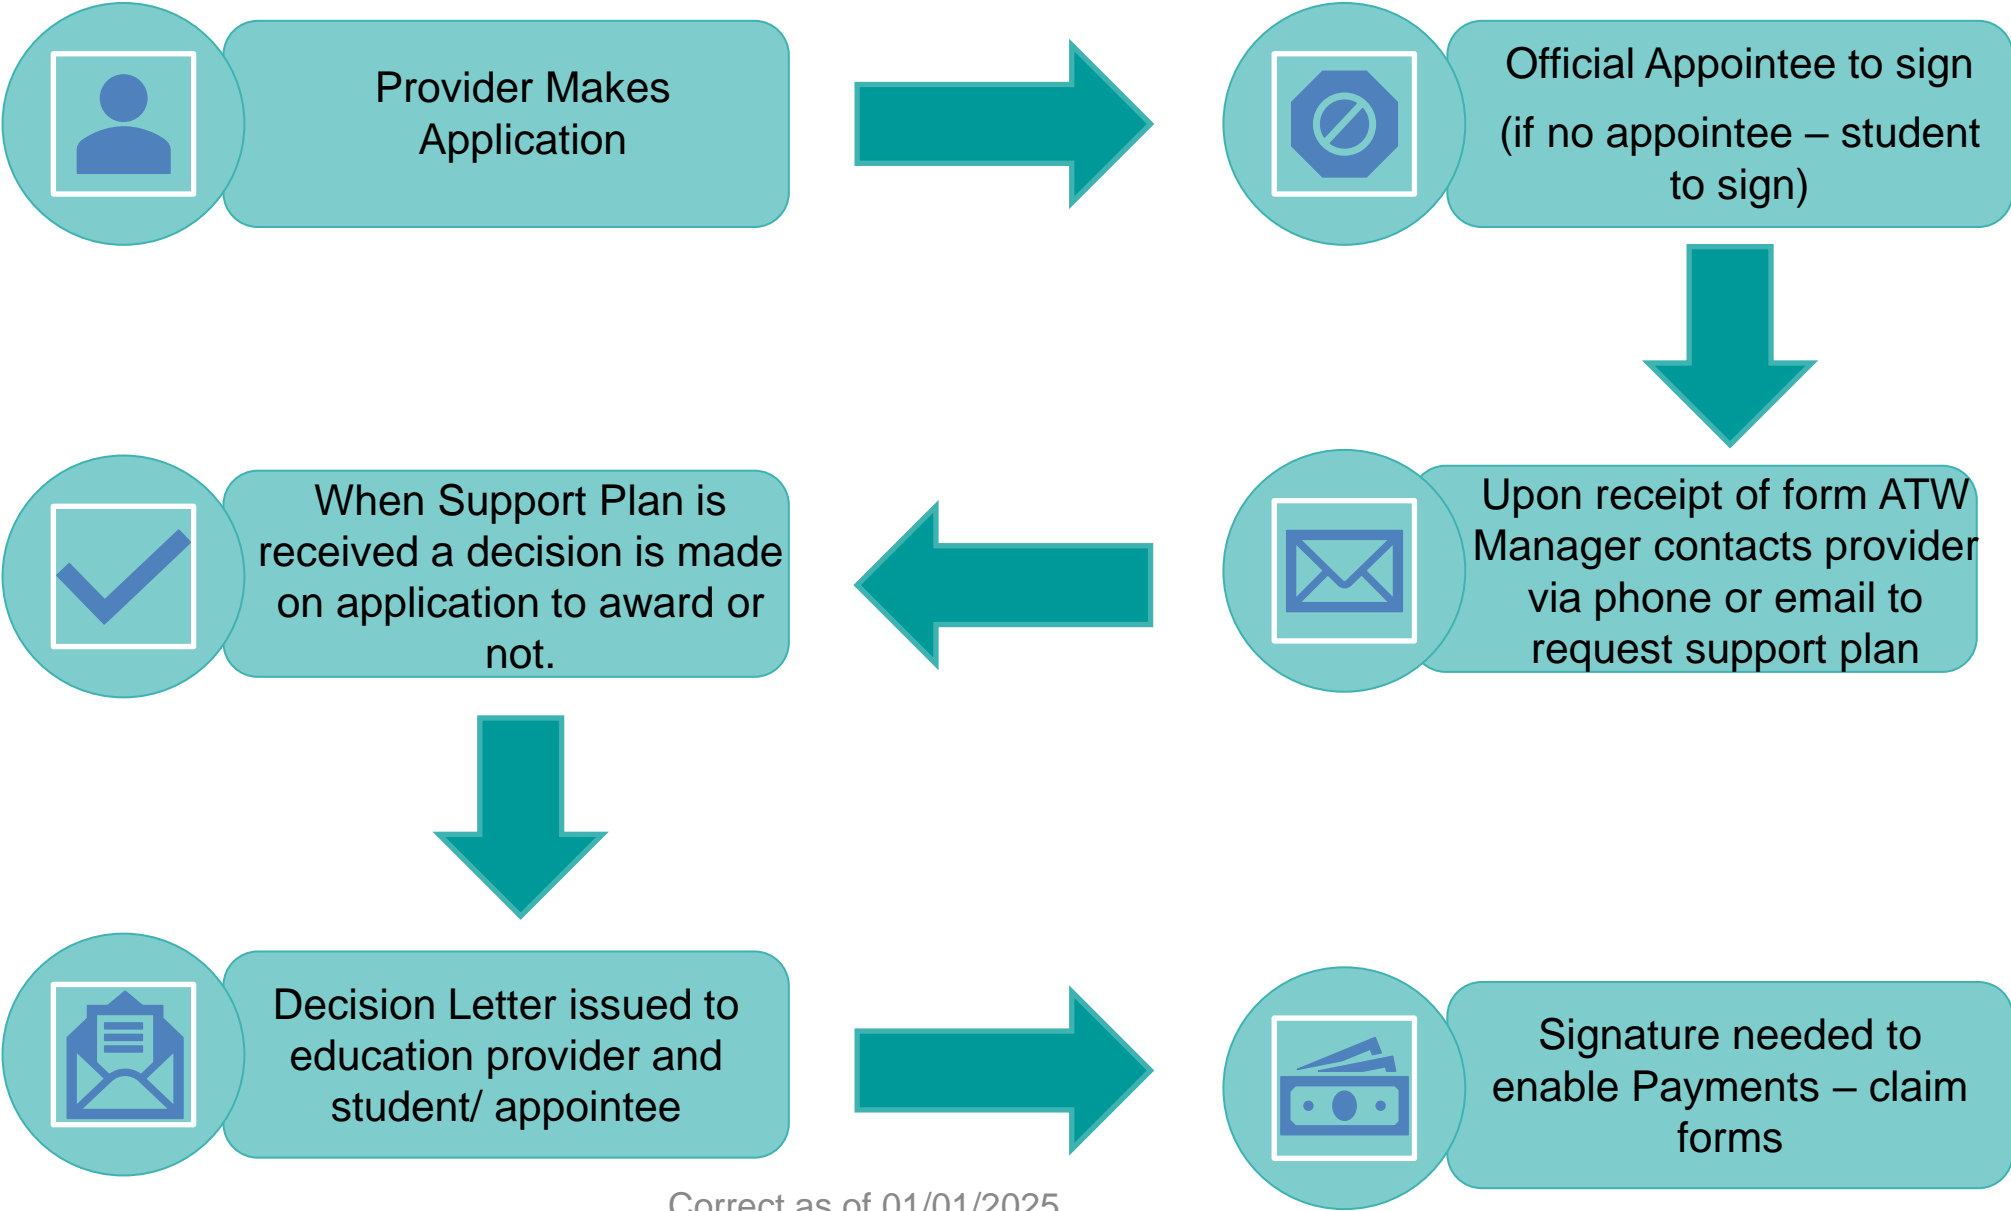 Provider Makes
Application
Official Appointee to sign
(if no appointee – student
to sign)
Upon receipt of form ATW
Manager contacts provider
via phone or email to
request support plan
When Support Plan is
received a decision is made
on application to award or
not.
Decision Letter issued to
education provider and
student/ appointee
Signature needed to
enable Payments – claim
forms
Correct as of 01/01/2025